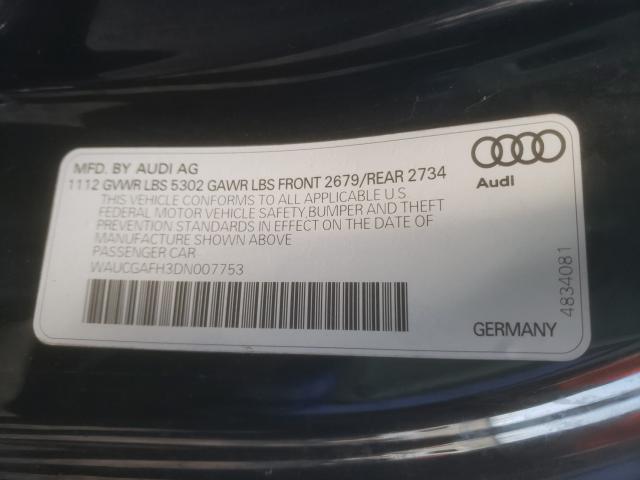 MFD. BY AUDI AG
1112 GVWR LBS 5302 GAWR LBS FRONT 2679/REAR 2734
THIS VEHICLE CONFORMS TO ALL APPLICABLE U.S.
FEDERAL MOTOR VEHICLE SAFETY,BUMPER AND THEFT
PREVENTION STANDARDS IN EFFECT ON THE DATE OF
MANUFACTURE SHOWN ABOVE
PASSENGER CAR
WAUCGAFH3DN007753
Audi
4834081
GERMANY